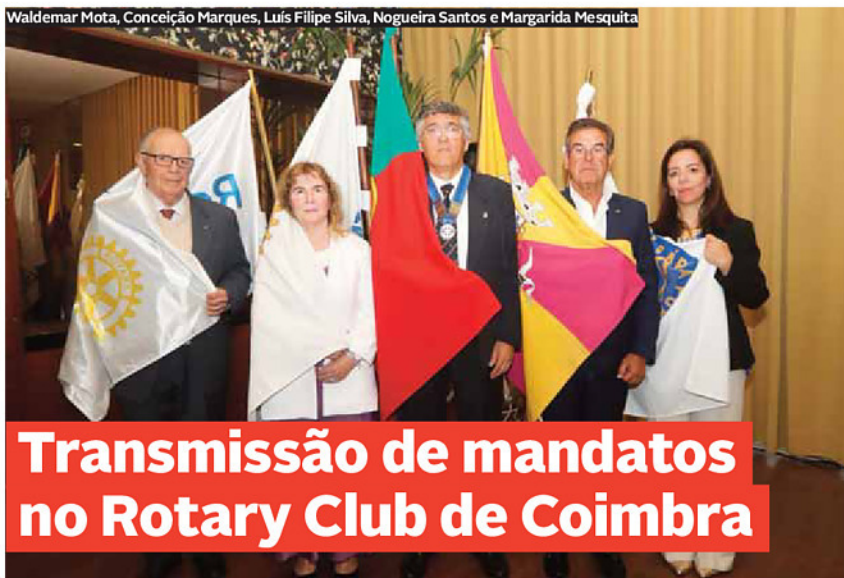 Waldemar Mota, Conceição Marques, Luís Filipe Silva, Nogueira Santos e Margarida Mesquita
Transmissão de mandatos
no Rotary Club de Coimbra